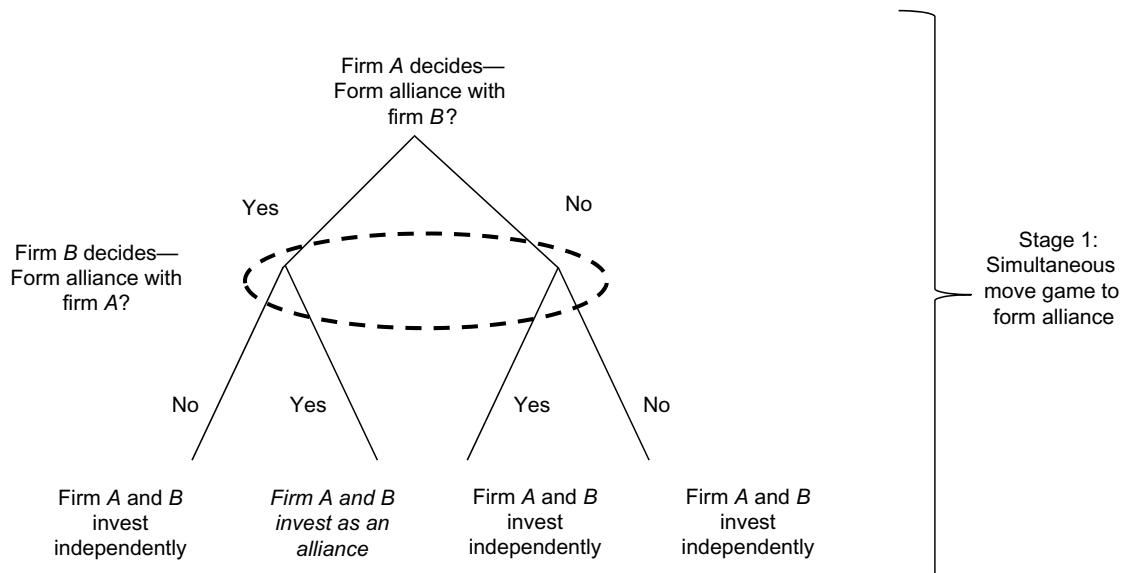 Firm A decides—
Form alliance with
firm B?
Yes
No
Firm B decides—
Form alliance with
firm A?
Stage 1:
Simultaneous
move game to
form alliance
No
Yes
Yes
No
Firm A and B
invest
independently
Firm A and B
invest as an
alliance
Firm A and B
invest
independently
Firm A and B
invest
independently